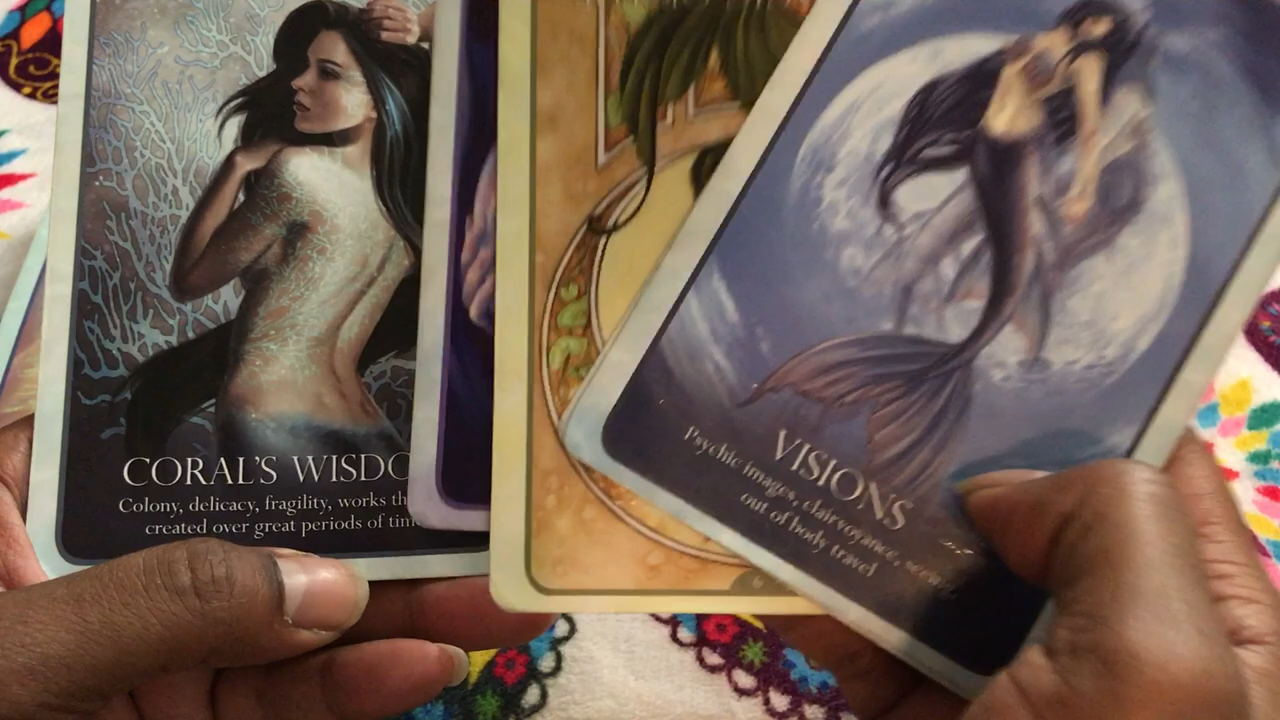 CORAL'S WISDO
Colony, delicacy, fragility, works th
created over great periods of tim
6
VISIONS
Psychic images, clairvoyance,
out of body travel